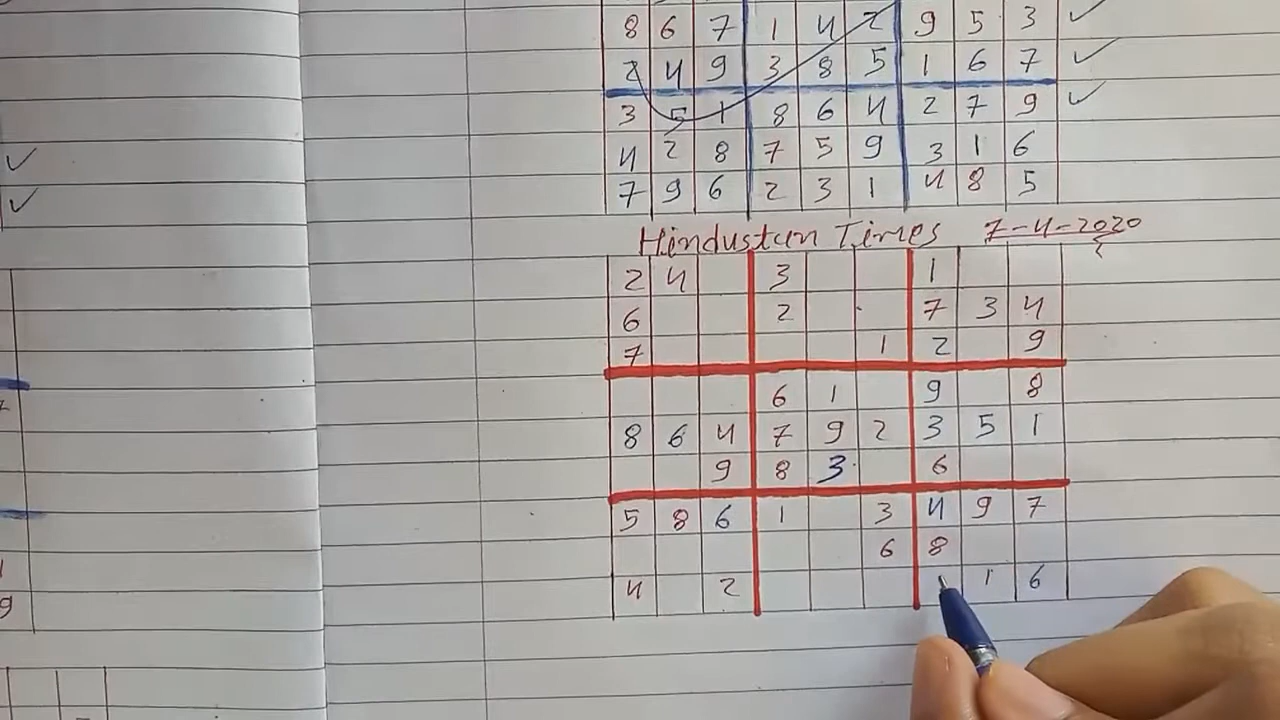 8 6 7 1 4 2 9 5 3
2 4 9 3 8 5 1 6 7
3 5 1 8 6 4 2 7 9
4 2 8 7 5 9 3 1 6
7 9 6 2 3 1 4 8 5
Hindustan Times 7-4-2020
2 4 3 1
6 2 7 3 4
7 1 2 9
6 1 9 8
8 6 4 7 9 2 3 5 1
9 8 3 6
5 8 6 1 3 4 9 7
6 8
4 2 1 6
9